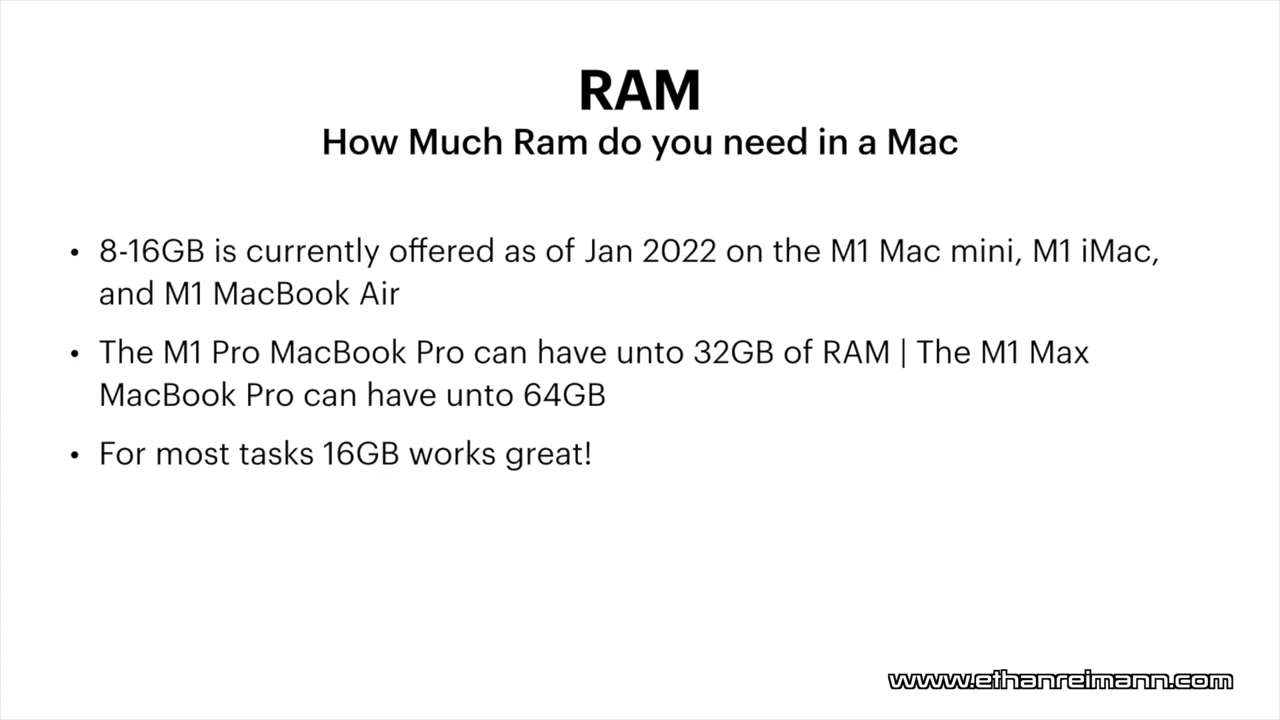 RAM
How Much Ram do you need in a Mac
• 8-16GB is currently offered as of Jan 2022 on the M1 Mac mini, M1 iMac,
and M1 MacBook Air
• The M1 Pro MacBook Pro can have unto 32GB of RAM | The M1 Max
MacBook Pro can have unto 64GB
• For most tasks 16GB works great!
www.ethanreimann.com